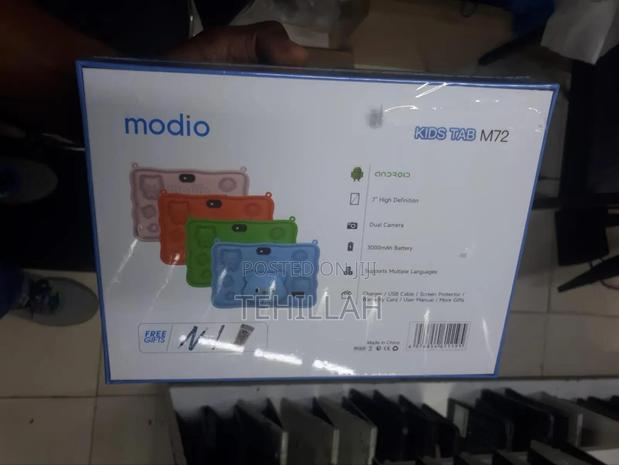 modio
KIDS TAB M72
android
7" High Definition
Dual Camera
3000mAh Battery
Supports Multiple Languages
Charger / USB Cable / Screen Protector /
Warranty Card / User Manual / More Gifts
POSTED ON JIJI
TEHILLAH
FREE
GIFTS
Made in China